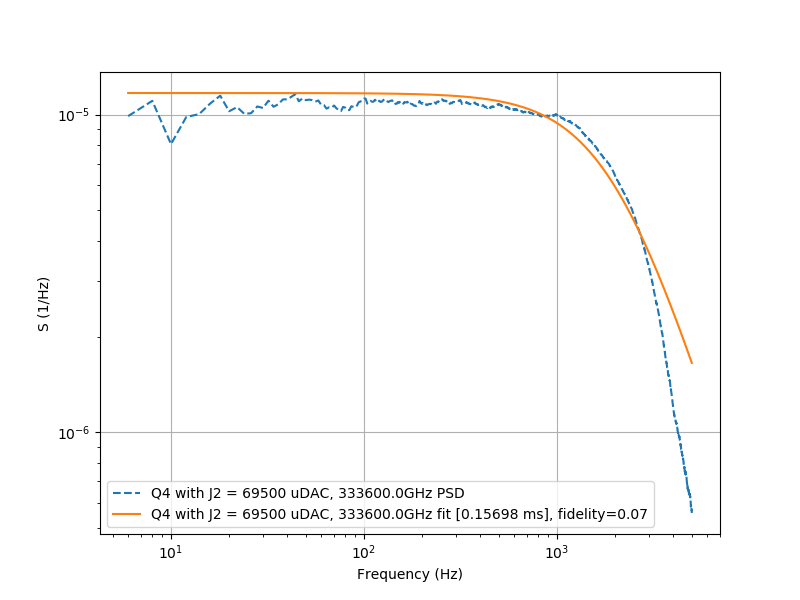 10⁻⁵
10⁻⁶
S (1/Hz)
Q4 with J2 = 69500 uDAC, 333600.0GHz PSD
Q4 with J2 = 69500 uDAC, 333600.0GHz fit [0.15698 ms], fidelity=0.07
10¹ 10² 10³
Frequency (Hz)